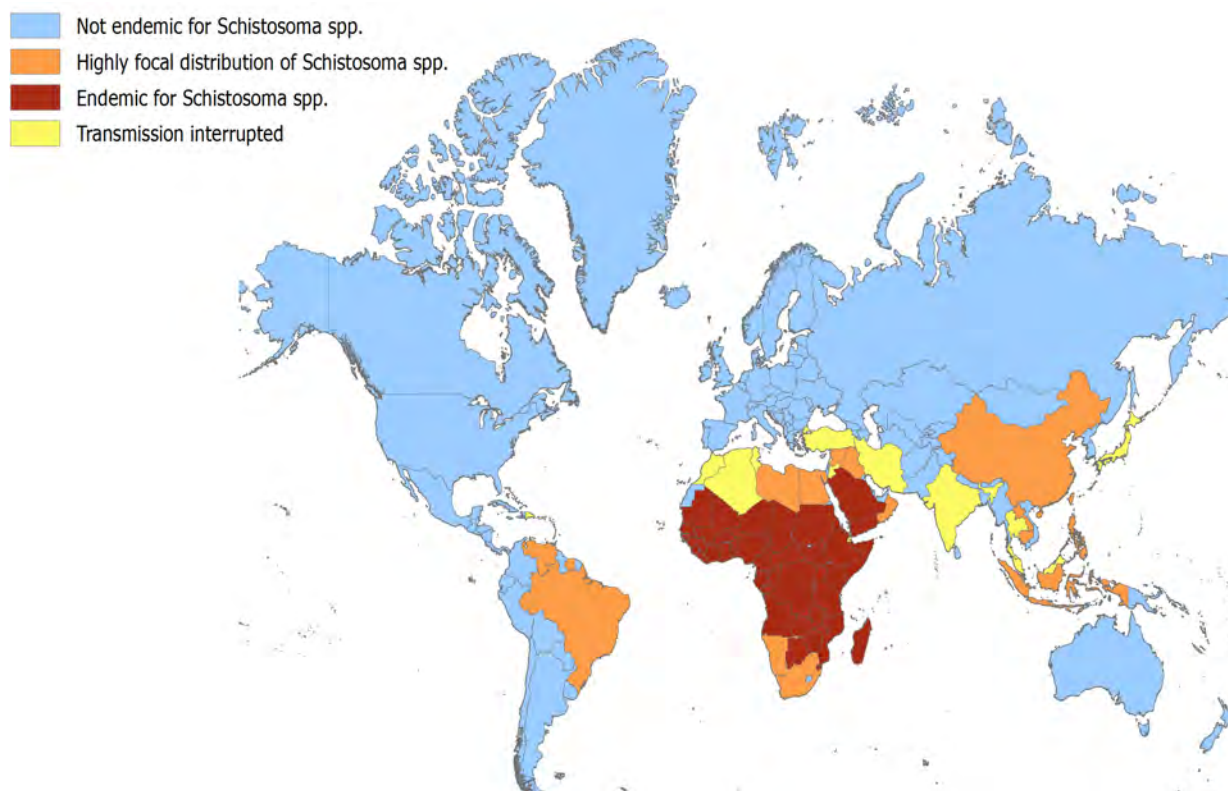 Not endemic for Schistosoma spp.
Highly focal distribution of Schistosoma spp.
Endemic for Schistosoma spp.
Transmission interrupted